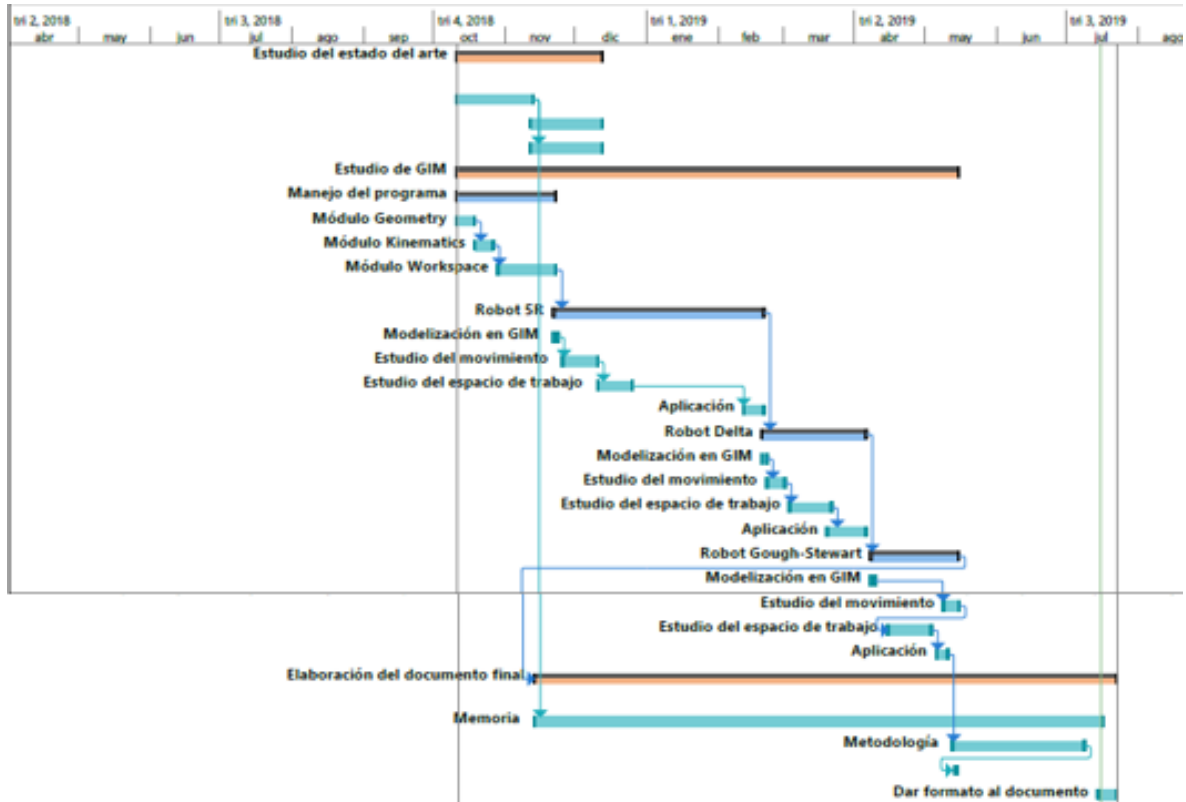 tri 2, 2018 tri 3, 2018 tri 4, 2018 tri 1, 2019 tri 2, 2019 tri 3, 2019
abr may jun jul ago sep oct nov dic ene feb mar abr may jun jul ago
Estudio del estado del arte
Estudio de GIM
Manejo del programa
Módulo Geometry
Módulo Kinematics
Módulo Workspace
Robot 5R
Modelización en GIM
Estudio del movimiento
Estudio del espacio de trabajo
Aplicación
Robot Delta
Modelización en GIM
Estudio del movimiento
Estudio del espacio de trabajo
Aplicación
Robot Gough-Stewart
Modelización en GIM
Estudio del movimiento
Estudio del espacio de trabajo
Aplicación
Elaboración del documento final
Memoria
Metodología
Dar formato al documento